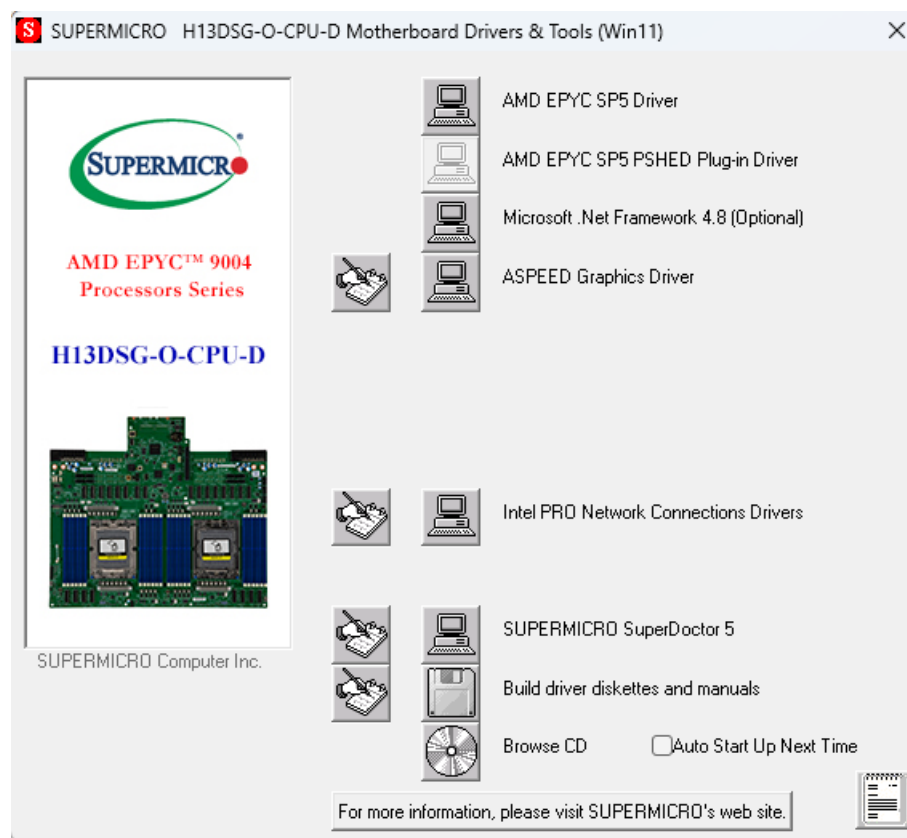 S SUPERMICRO H13DSG-O-CPU-D Motherboard Drivers & Tools (Win11)
SUPERMICR
AMD EPYC™ 9004
Processors Series
H13DSG-O-CPU-D
SUPERMICRO Computer Inc.
AMD EPYC SP5 Driver
AMD EPYC SP5 PSHED Plug-in Driver
Microsoft .Net Framework 4.8 (Optional)
ASPEED Graphics Driver
Intel PRO Network Connections Drivers
SUPERMICRO SuperDoctor 5
Build driver diskettes and manuals
Browse CD Auto Start Up Next Time
For more information, please visit SUPERMICRO's web site.